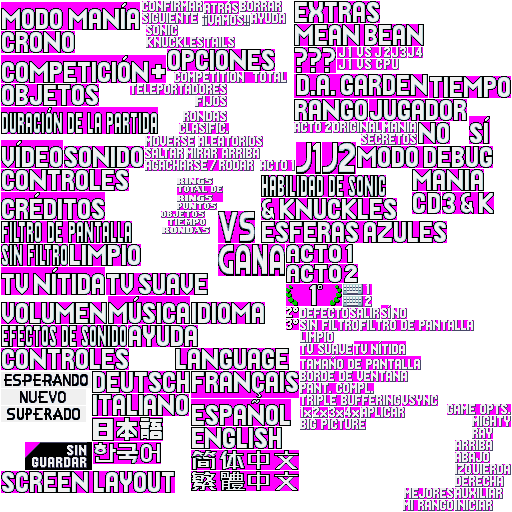 MODO MANÍA
CONFIRMAR ATRÁS BORRAR
SIGUIENTE ¡VAMOS!! AYUDA
SONIC
KNUCKLES TAILS
CRONO
OPCIONES
COMPETICIÓN +
COMPETITION TOTAL
OBJETOS
TELEPORTADORES
FIJOS
DURACIÓN DE LA PARTIDA
RONDAS
CLASIFIC.
MOVERSE ALEATORIOS
VÍDEO SONIDO
SALTAR MIRAR ARRIBA
AGACHARSE / RODAR ACTO 1
CONTROLES
RINGS
TOTAL DE
RINGS
PUNTOS
OBJETOS
TIEMPO
RONDAS
CRÉDITOS
FILTRO DE PANTALLA
VS
SIN FILTRO LIMPIO
GANA
TV NÍTIDA TV SUAVE
VOLUMEN MÚSICA IDIOMA
EFECTOS DE SONIDO AYUDA
CONTROLES LANGUAGE
ESPERANDO
NUEVO
SUPERADO
DEUTSCH FRANÇAIS
ITALIANO
ESPAÑOL
日本語
ENGLISH
SIN
GUARDAR
한국어
简体中文
SCREEN LAYOUT
繁體中文
EXTRAS
MEAN BEAN
??? J1 VS J2 J3 J4
J1 VS CPU
D.A. GARDEN TIEMPO
RANGO JUGADOR
ACTO 2 ORIGINAL MANIA
SECRETOS
NO SÍ
J1 J2 MODO DEBUG
HABILIDAD DE SONIC
MANIA
CD 3 & K
& KNUCKLES
ESFERAS AZULES
ACTO 1
ACTO 2
1º
1
2
2º DEFECTO SALIR SÍ NO
3º SIN FILTRO FILTRO DE PANTALLA
LIMPIO
TV SUAVE TV NÍTIDA
TAMAÑO DE PANTALLA
BORDE DE VENTANA
PANT. COMPL.
TRIPLE BUFFERING VSYNC
1x 2x 3x 4x APLICAR
BIG PICTURE
GAME OPTS.
MIGHTY
RAY
ARRIBA
ABAJO
IZQUIERDA
DERECHA
MEJORES AUXILIAR
MI RANGO INICIAR